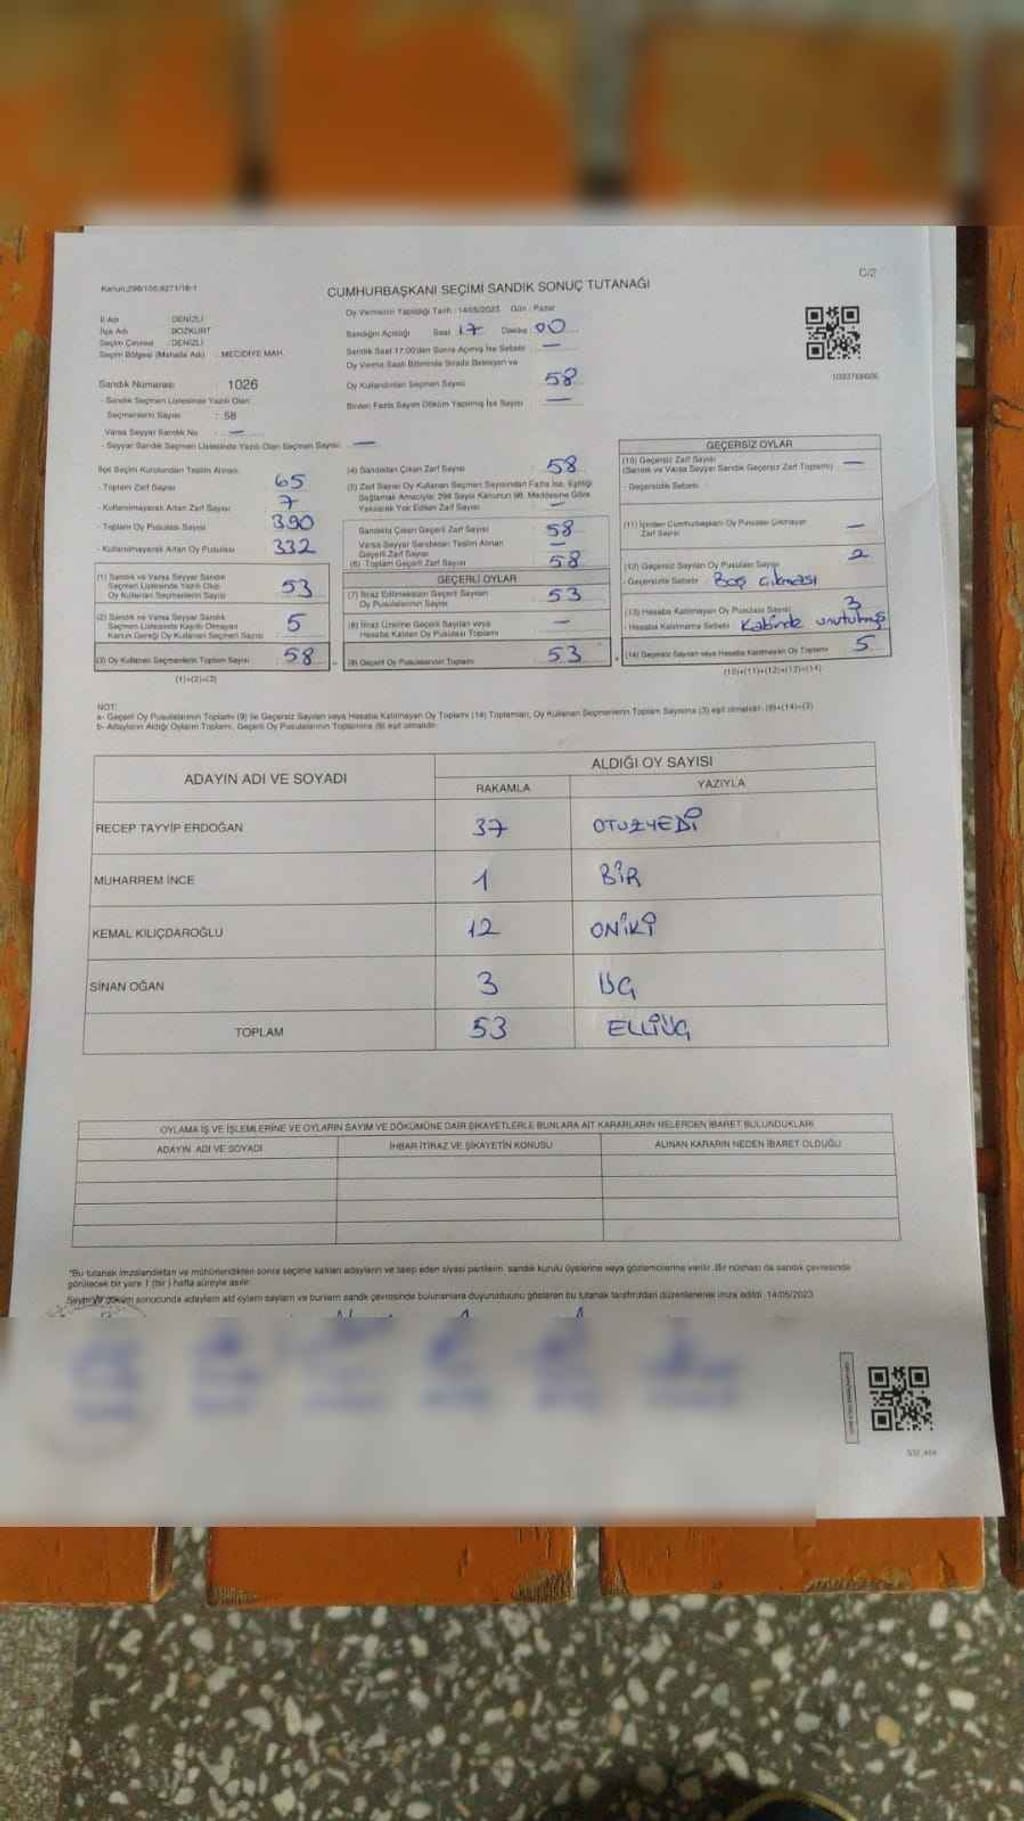 C/2
Kanun:298/105,6271/18-1
CUMHURBAŞKANI SEÇİMİ SANDIK SONUÇ TUTANAĞI
İl Adı : DENİZLİ
İlçe Adı : BOZKURT
Seçim Çevresi : DENİZLİ
Seçim Bölgesi (Mahalle Adı) : MECİDİYE MAH.
Sandık Numarası : 1026
- Sandık Seçmen Listesinde Yazılı Olan
Seçmenlerin Sayısı : 58
Varsa Seyyar Sandık No : —
- Seyyar Sandık Seçmen Listesinde Yazılı Olan Seçmen Sayısı : —
Oy Vermenin Yapıldığı Tarih : 14/05/2023 Gün : Pazar
Sandığın Açıldığı Saat 17 Dakika 00
Sandık Saat 17:00'den Sonra Açılmış İse Sebebi —
Oy Verme Saati Bitiminde Sırada Bekleyen ve
Oy Kullandırılan Seçmen Sayısı 58
Birden Fazla Sayım Döküm Yapılmış İse Sayısı —
İlçe Seçim Kurulundan Teslim Alınan
- Toplam Zarf Sayısı 65
- Kullanılmayarak Artan Zarf Sayısı 7
- Toplam Oy Pusulası Sayısı 390
- Kullanılmayarak Artan Oy Pusulası 332
(1) Sandık ve Varsa Seyyar Sandık
Seçmen Listesinde Yazılı Olup
Oy Kullanan Seçmenlerin Sayısı 53
(2) Sandık ve Varsa Seyyar Sandık
Seçmen Listesinde Kayıtlı Olmayan
Kanun Gereği Oy Kullanan Seçmen Sayısı 5
(3) Oy Kullanan Seçmenlerin Toplam Sayısı 58
(1)+(2)=(3)
(4) Sandıktan Çıkan Zarf Sayısı 58
(5) Zarf Sayısı Oy Kullanan Seçmen Sayısından Fazla İse, Eşitliği
Sağlamak Amacıyla; 298 Sayılı Kanunun 98. Maddesine Göre
Yakılarak Yok Edilen Zarf Sayısı —
Sandıkta Çıkan Geçerli Zarf Sayısı 58
Varsa Seyyar Sandıktan Teslim Alınan
Geçerli Zarf Sayısı —
(6) Toplam Geçerli Zarf Sayısı 58
GEÇERLİ OYLAR
(7) İtiraz Edilmeksizin Geçerli Sayılan
Oy Pusulalarının Sayısı 53
(8) İtiraz Üzerine Geçerli Sayılan veya
Hesaba Katılan Oy Pusulası Toplamı —
(9) Geçerli Oy Pusulalarının Toplamı 53
GEÇERSİZ OYLAR
(10) Geçersiz Zarf Sayısı
(Sandık ve Varsa Seyyar Sandık Geçersiz Zarf Toplamı) —
- Geçersizlik Sebebi :
(11) İçinden Cumhurbaşkanı Oy Pusulası Çıkmayan
Zarf Sayısı —
(12) Geçersiz Sayılan Oy Pusulası Sayısı 2
- Geçersizlik Sebebi : Boş çıkması
(13) Hesaba Katılmayan Oy Pusulası Sayısı 3
- Hesaba Katılmama Sebebi : Kabinde unutulmuş
(14) Geçersiz Sayılan veya Hesaba Katılmayan Oy Toplamı 5
(10)+(11)+(12)+(13)=(14)
NOT:
a- Geçerli Oy Pusulalarının Toplamı (9) ile Geçersiz Sayılan veya Hesaba Katılmayan Oy Toplamı (14) Toplamları, Oy Kullanan Seçmenlerin Toplam Sayısına (3) eşit olmalıdır. (9)+(14)=(3)
b- Adayların Aldığı Oyların Toplamı, Geçerli Oy Pusulalarının Toplamına (9) eşit olmalıdır.
ADAYIN ADI VE SOYADI
ALDIĞI OY SAYISI
RAKAMLA YAZIYLA
RECEP TAYYİP ERDOĞAN 37 OTUZYEDİ
MUHARREM İNCE 1 BİR
KEMAL KILIÇDAROĞLU 12 ONİKİ
SİNAN OĞAN 3 ÜÇ
TOPLAM 53 ELLİÜÇ
OYLAMA İŞ VE İŞLEMLERİNE VE OYLARIN SAYIM VE DÖKÜMÜNE DAİR ŞİKAYETLERLE BUNLARA AİT KARARLARIN NELERDEN İBARET BULUNDUKLARI
ADAYIN ADI VE SOYADI İHBAR İTİRAZ VE ŞİKAYETİN KONUSU ALINAN KARARIN NEDEN İBARET OLDUĞU
*Bu tutanak imzalandıktan ve mühürlendikten sonra seçime katılan adayların ve talep eden siyasi partilerin sandık kurulu üyelerine veya gözlemcilerine verilir. Bir nüshası da sandık çevresinde
görülecek bir yere 1 (bir) hafta süreyle asılır.
Sayım ve döküm sonucunda adayların aldığı oyların sayıları ve bunların sandık çevresinde bulunanlara duyurulduğunu gösteren bu tutanak tarafımızdan düzenlenerek imza edildi. 14/05/2023